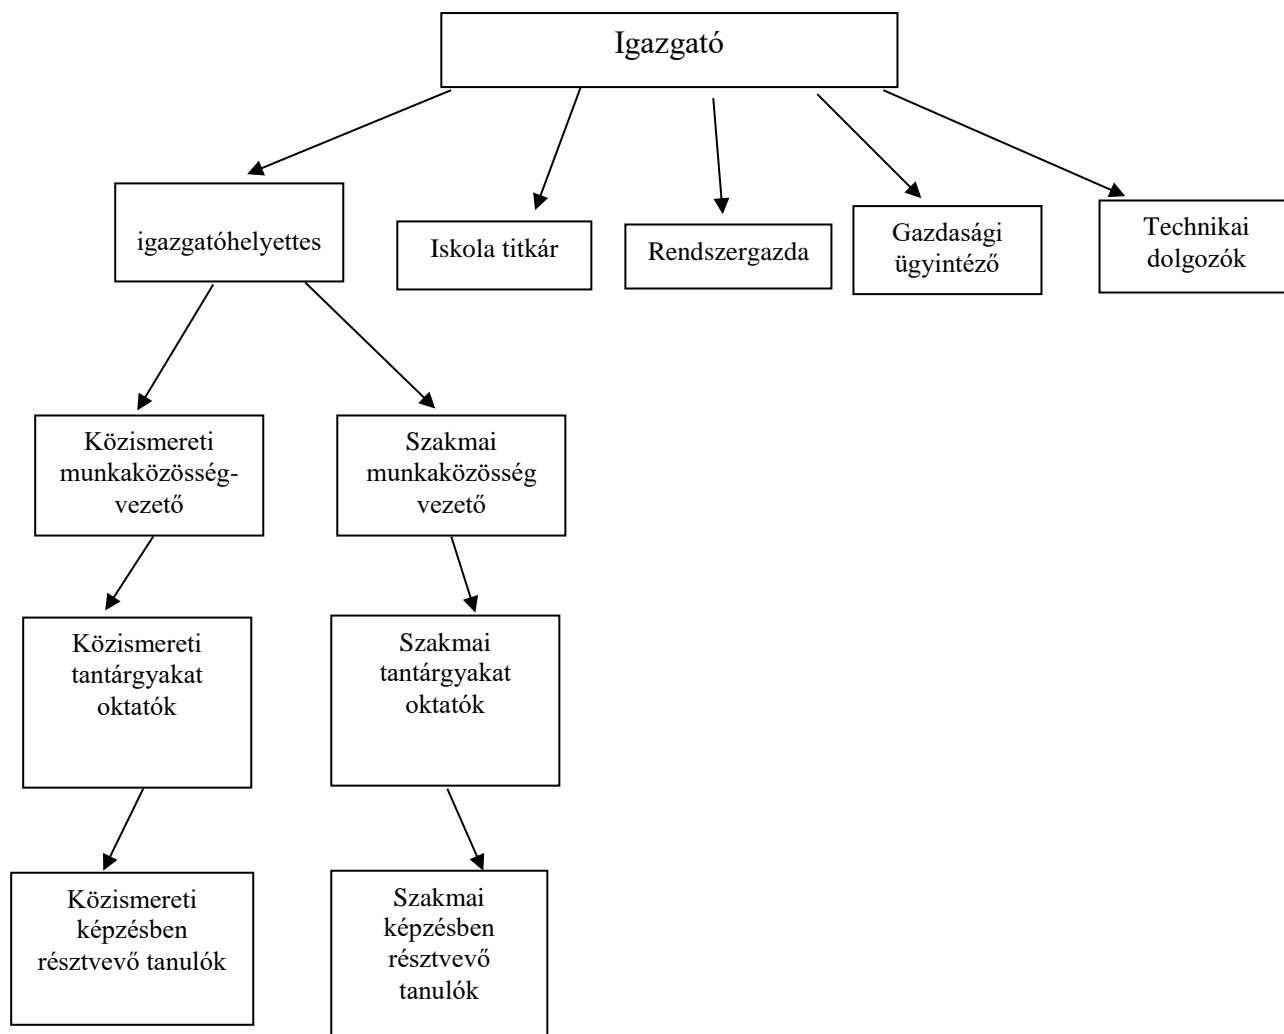 Igazgató
igazgatóhelyettes
Iskola titkár
Rendszergazda
Gazdasági
ügyintéző
Technikai
dolgozók
Közismereti
munkaközösség-
vezető
Szakmai
munkaközösség
vezető
Közismereti
tantárgyakat
oktatók
Szakmai
tantárgyakat
oktatók
Közismereti
képzésben
résztvevő tanulók
Szakmai
képzésben
résztvevő
tanulók